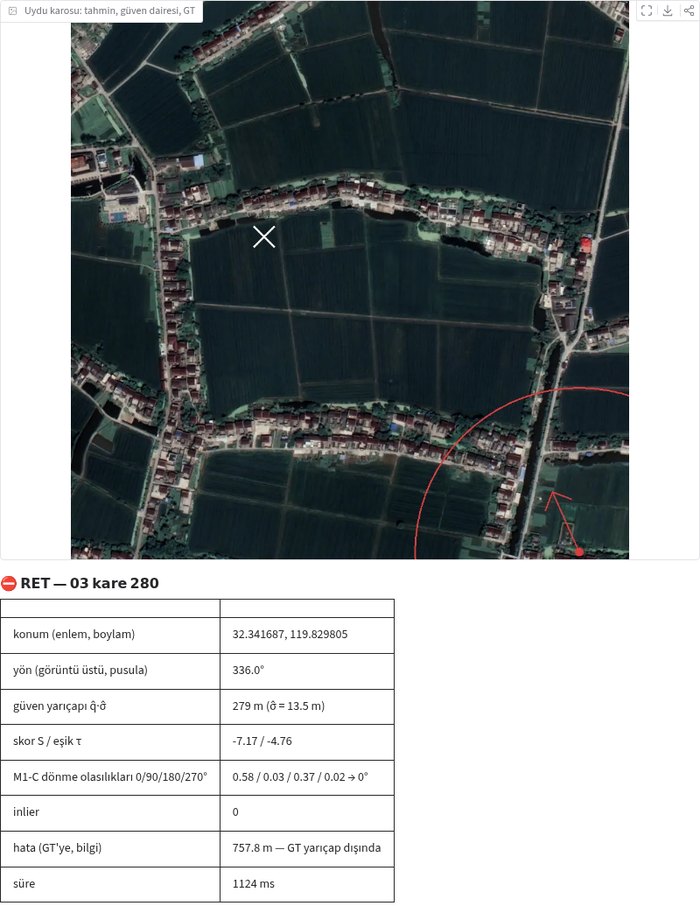 Uydu karosu: tahmin, güven dairesi, GT
RET — 03 kare 280
konum (enlem, boylam) 32.341687, 119.829805
yön (görüntü üstü, pusula) 336.0°
güven yarıçapı q̂·σ̂ 279 m (σ̂ = 13.5 m)
skor S / eşik τ -7.17 / -4.76
M1-C dönme olasılıkları 0/90/180/270° 0.58 / 0.03 / 0.37 / 0.02 → 0°
inlier 0
hata (GT'ye, bilgi) 757.8 m — GT yarıçap dışında
süre 1124 ms